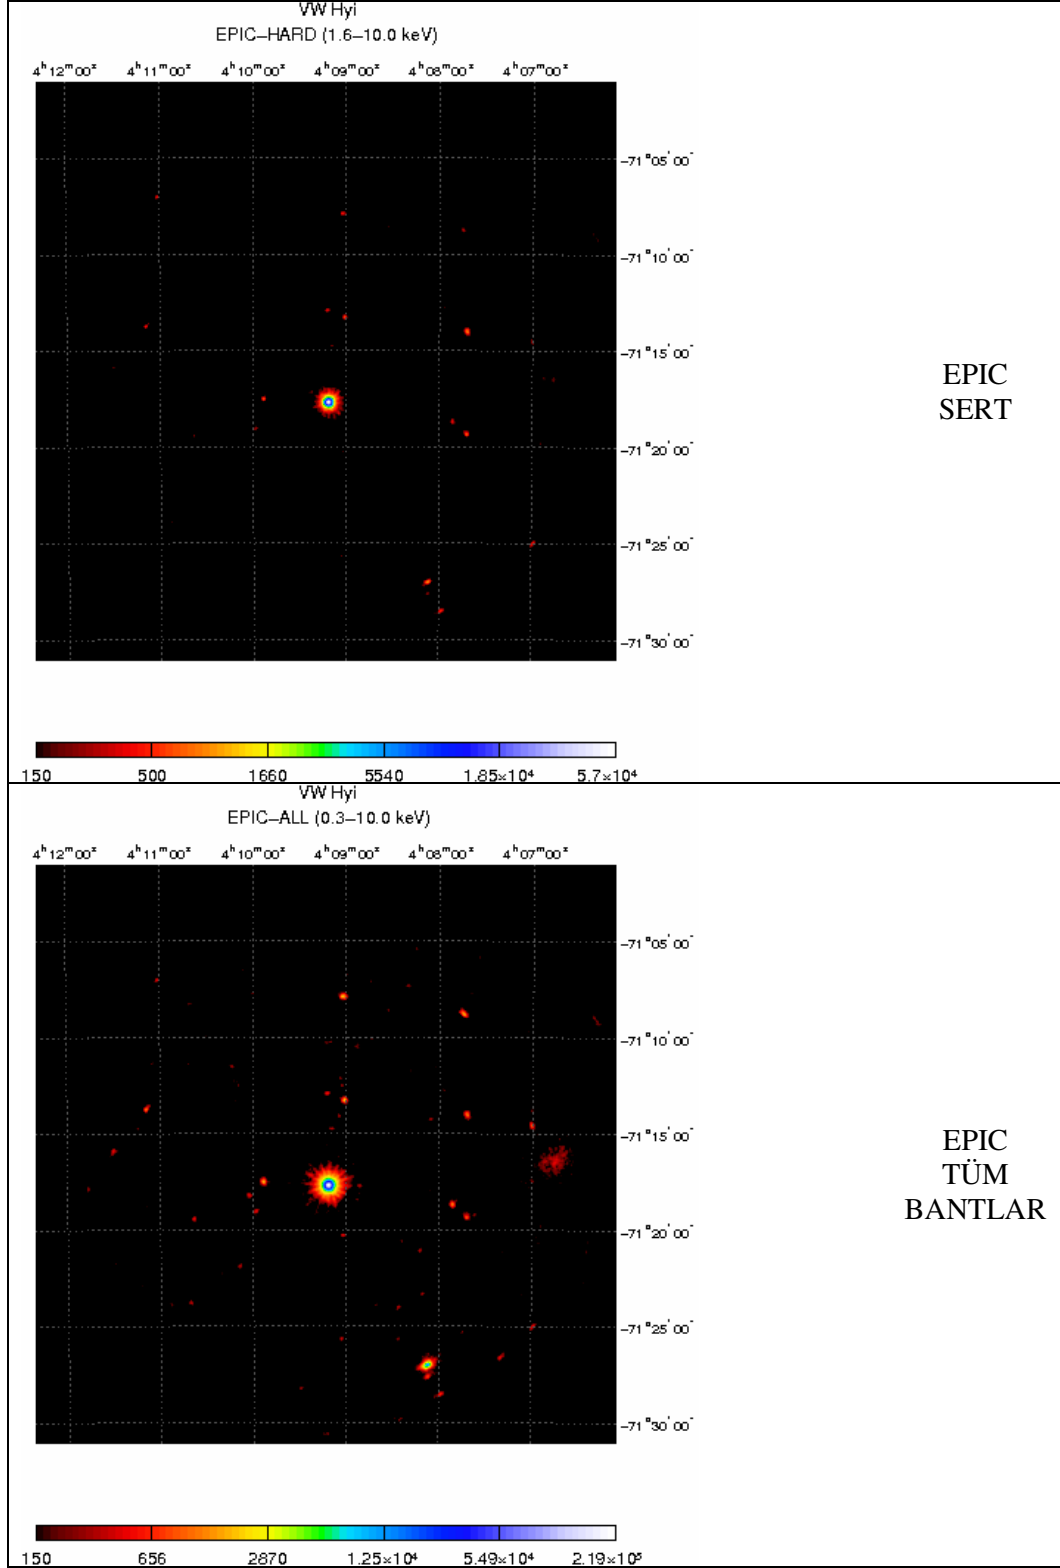 VW Hyi
EPIC–HARD (1.6–10.0 keV)
4ʰ12ᵐ00ˢ 4ʰ11ᵐ00ˢ 4ʰ10ᵐ00ˢ 4ʰ09ᵐ00ˢ 4ʰ08ᵐ00ˢ 4ʰ07ᵐ00ˢ
–71°05'00"
–71°10'00"
–71°15'00"
–71°20'00"
–71°25'00"
–71°30'00"
EPIC
SERT
150 500 1660 5540 1.85×10⁴ 5.7×10⁴
VW Hyi
EPIC–ALL (0.3–10.0 keV)
4ʰ12ᵐ00ˢ 4ʰ11ᵐ00ˢ 4ʰ10ᵐ00ˢ 4ʰ09ᵐ00ˢ 4ʰ08ᵐ00ˢ 4ʰ07ᵐ00ˢ
–71°05'00"
–71°10'00"
–71°15'00"
–71°20'00"
–71°25'00"
–71°30'00"
EPIC
TÜM
BANTLAR
150 656 2870 1.25×10⁴ 5.49×10⁴ 2.19×10⁵